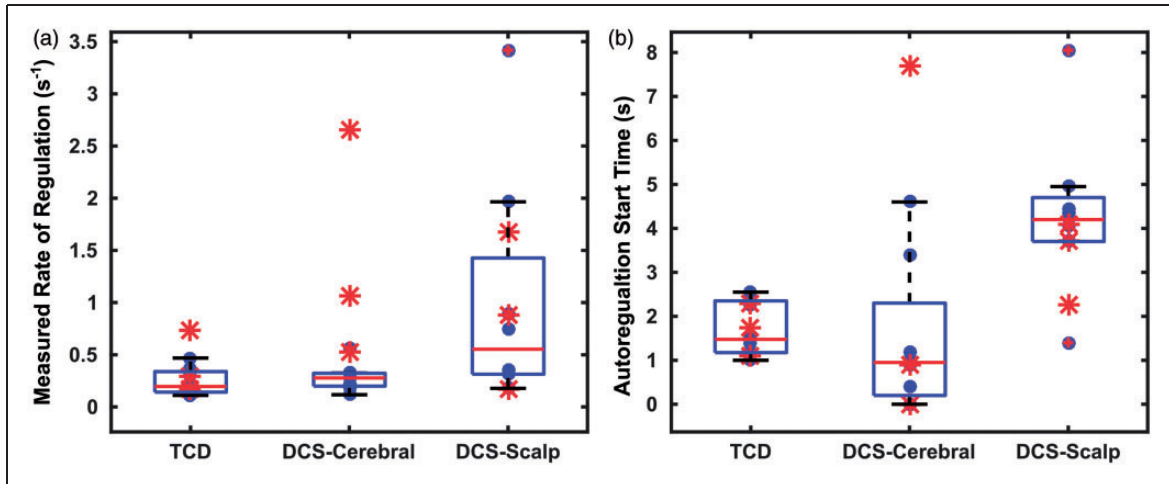 (a)
Measured Rate of Regulation (s⁻¹)
3.5
3
2.5
2
1.5
1
0.5
0
TCD
DCS-Cerebral
DCS-Scalp
(b)
Autoregualtion Start Time (s)
8
7
6
5
4
3
2
1
0
TCD
DCS-Cerebral
DCS-Scalp